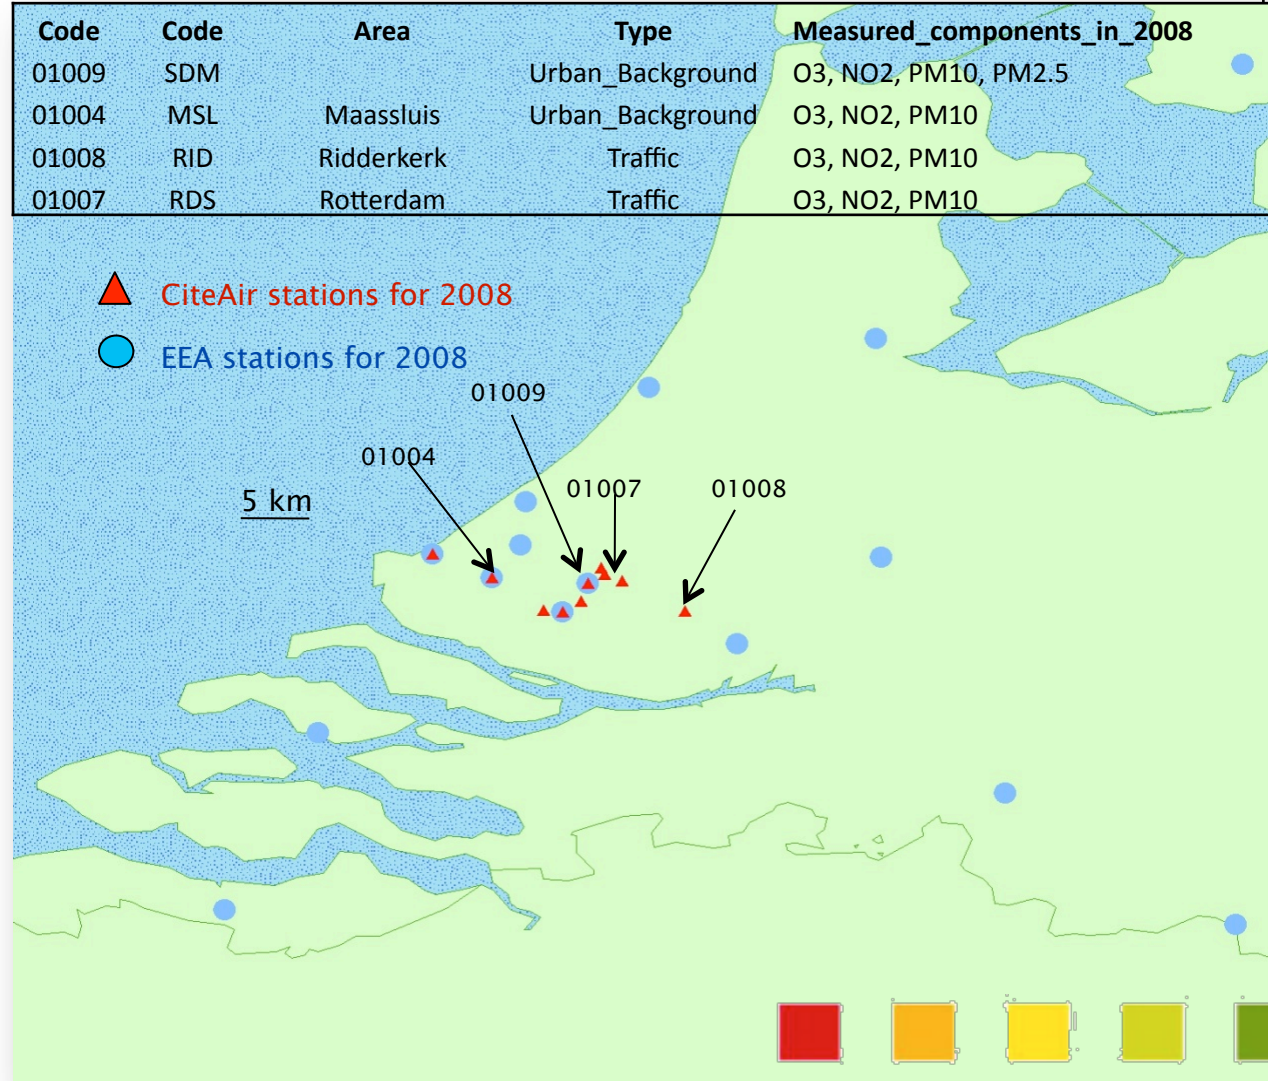 Code Code Area Type Measured_components_in_2008
01009 SDM Urban_Background O3, NO2, PM10, PM2.5
01004 MSL Maassluis Urban_Background O3, NO2, PM10
01008 RID Ridderkerk Traffic O3, NO2, PM10
01007 RDS Rotterdam Traffic O3, NO2, PM10
CiteAir stations for 2008
EEA stations for 2008
01009
01004
01007 01008
5 km